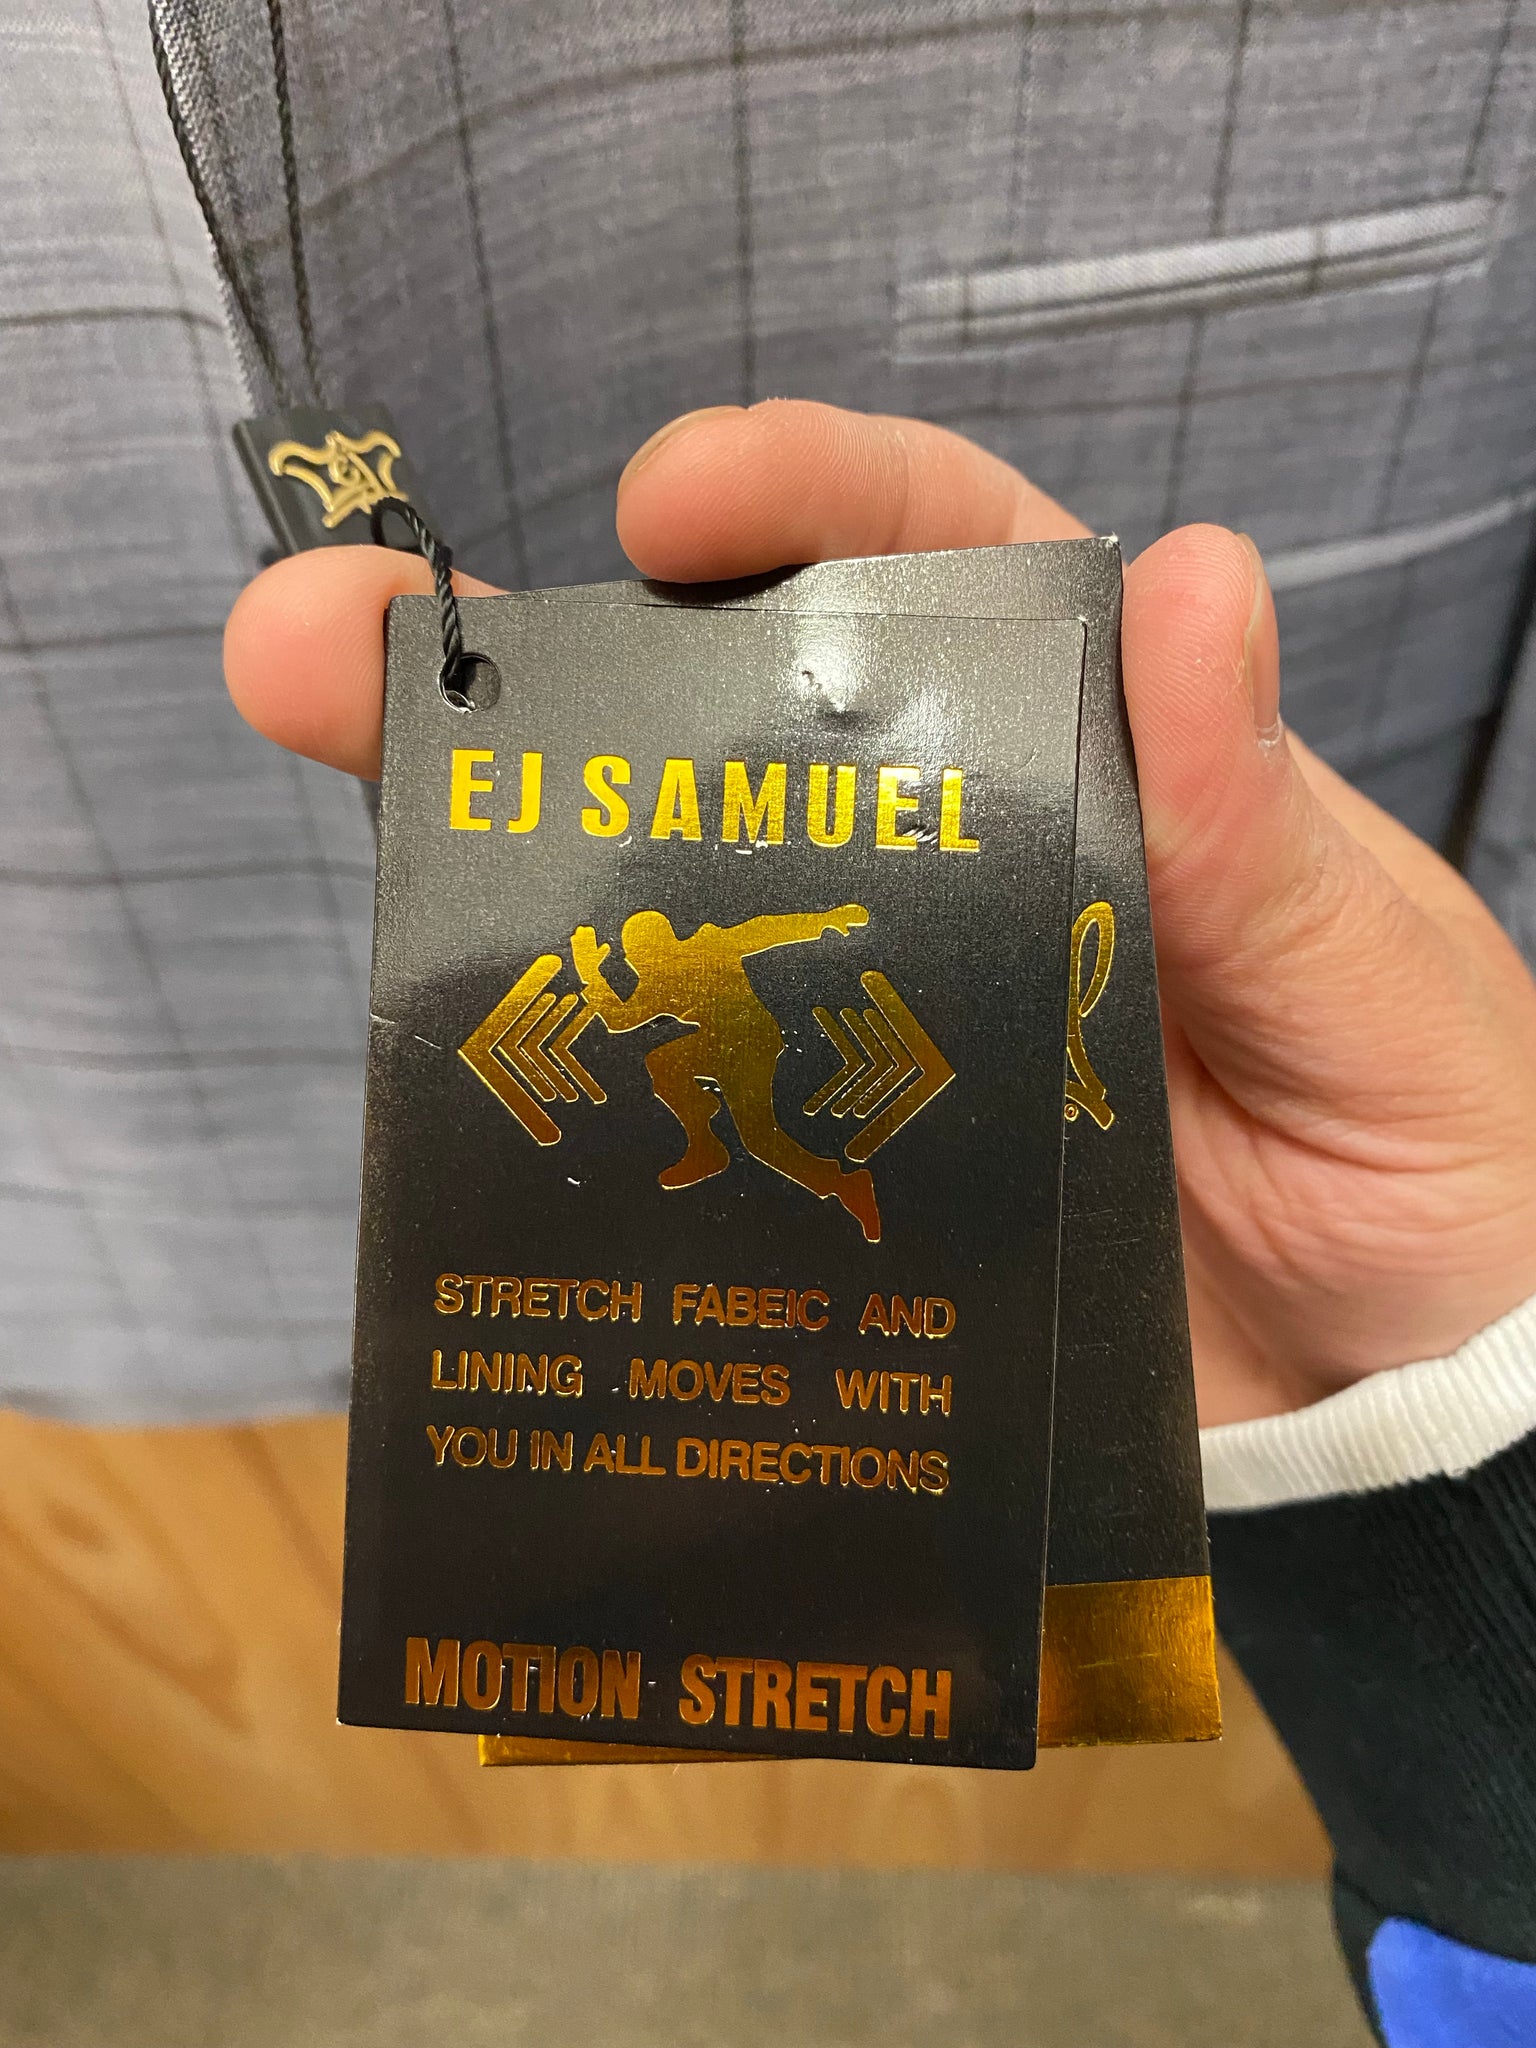 EJ SAMUEL
STRETCH FABEIC AND
LINING MOVES WITH
YOU IN ALL DIRECTIONS
MOTION STRETCH